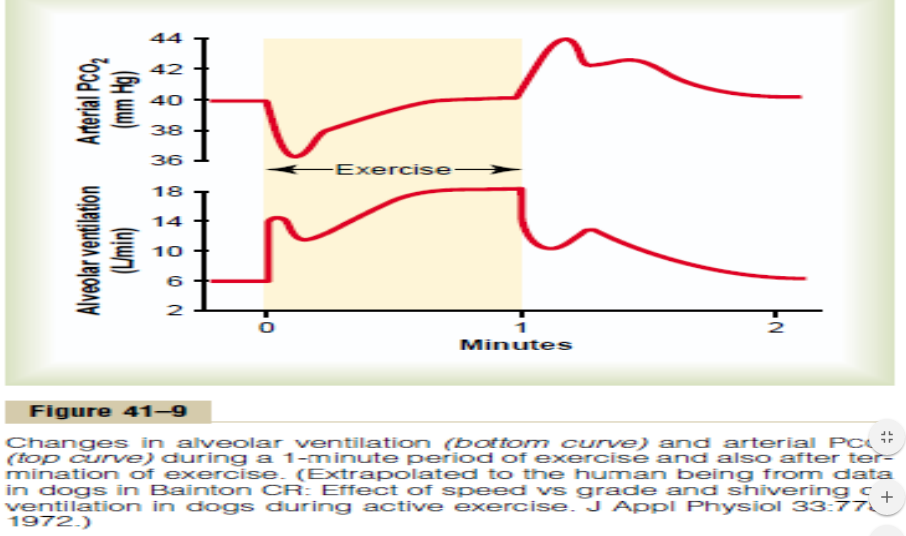 44
42
Arterial PCO2
(mm Hg)
40
38
36
Exercise
18
14
Alveolar ventilation
(L/min)
10
6
2
0
1
2
Minutes
Figure 41–9
Changes in alveolar ventilation (bottom curve) and arterial
(top curve) during a 1-minute period of exercise and also after ter-
mination of exercise. (Extrapolated to the human being from data
in dogs in Bainton CR: Effect of speed vs grade and shivering
ventilation in dogs during active exercise. J Appl Physiol
1972.)